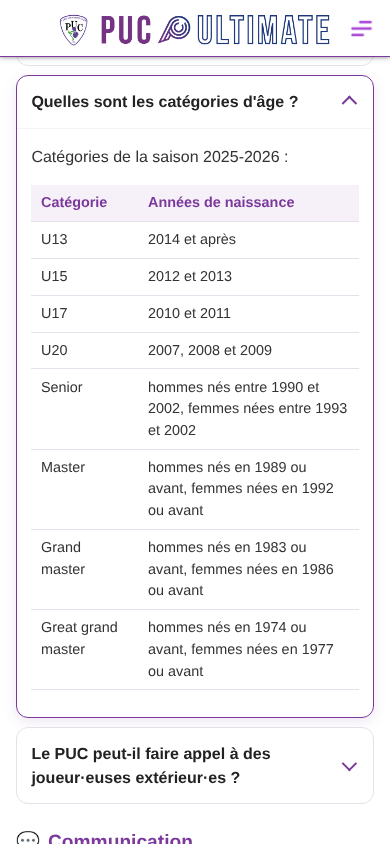 PUC ULTIMATE
Quelles sont les catégories d'âge ?
Catégories de la saison 2025-2026 :
Catégorie Années de naissance
U13 2014 et après
U15 2012 et 2013
U17 2010 et 2011
U20 2007, 2008 et 2009
Senior hommes nés entre 1990 et
2002, femmes nées entre 1993
et 2002
Master hommes nés en 1989 ou
avant, femmes nées en 1992
ou avant
Grand hommes nés en 1983 ou
master avant, femmes nées en 1986
ou avant
Great grand hommes nés en 1974 ou
master avant, femmes nées en 1977
ou avant
Le PUC peut-il faire appel à des
joueur·euses extérieur·es ?
Communication